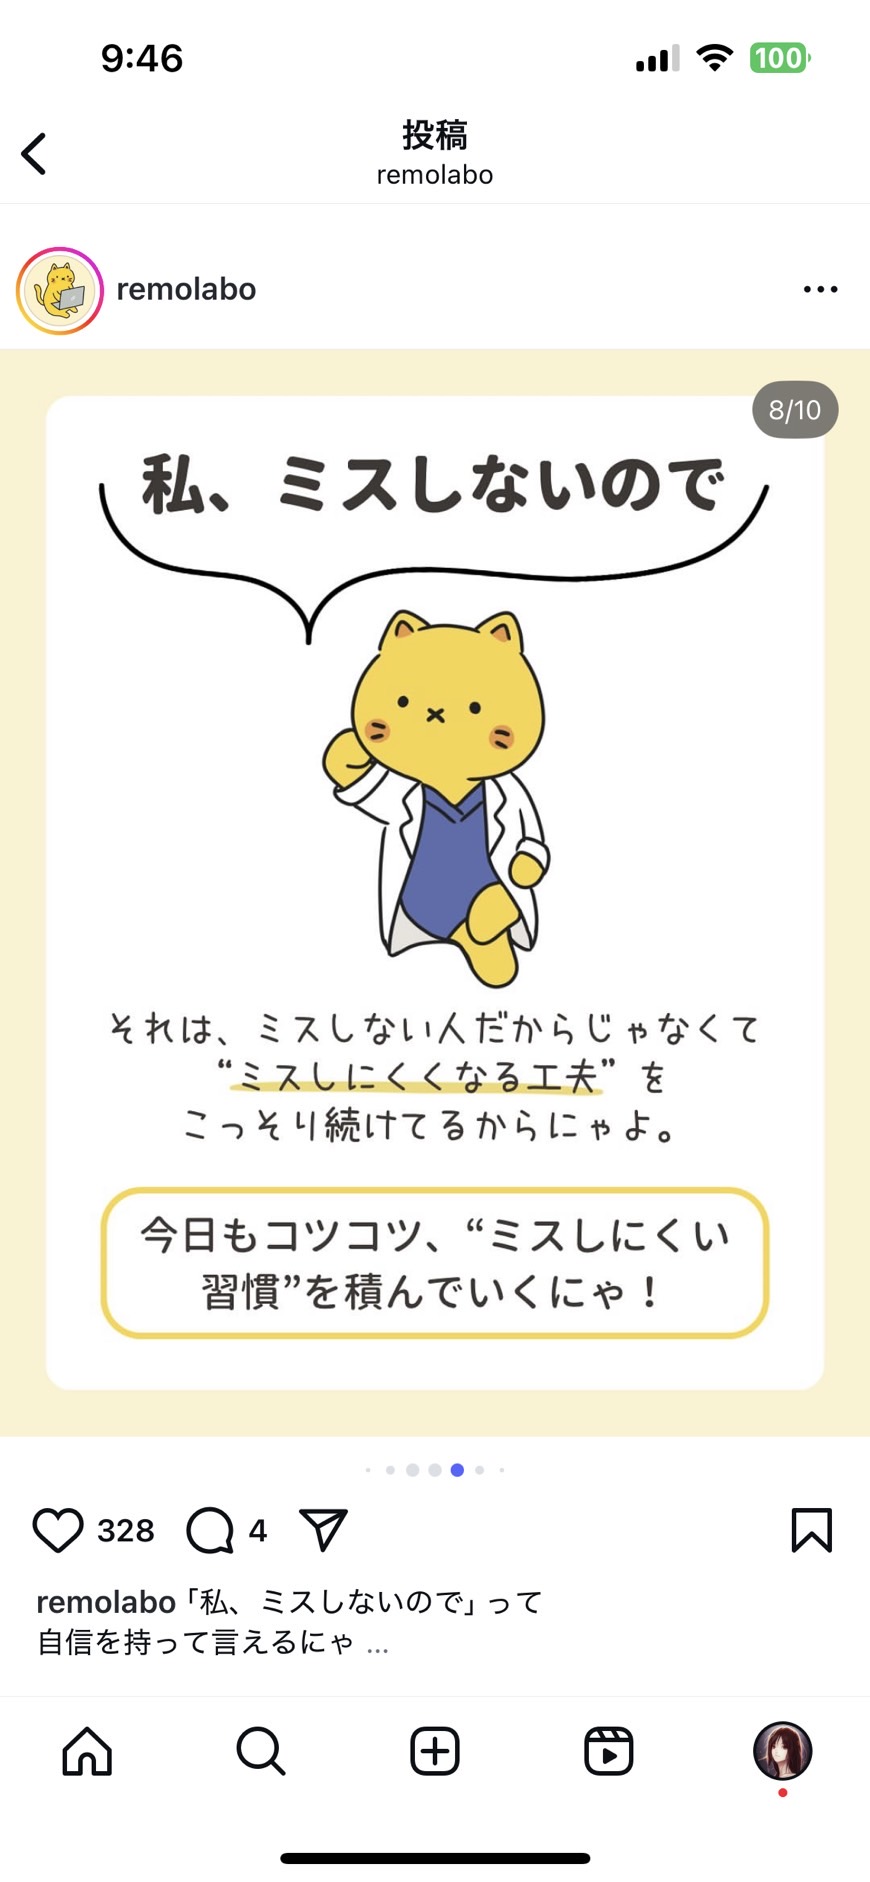 9:46
100
投稿
remolabo
remolabo
8/10
私、ミスしないので
それは、ミスしない人だからじゃなくて
“ミスしにくくなる工夫”を
こっそり続けてるからにゃよ。
今日もコツコツ、“ミスしにくい
習慣”を積んでいくにゃ！
328
4
remolabo「私、ミスしないので」って
自信を持って言えるにゃ ...